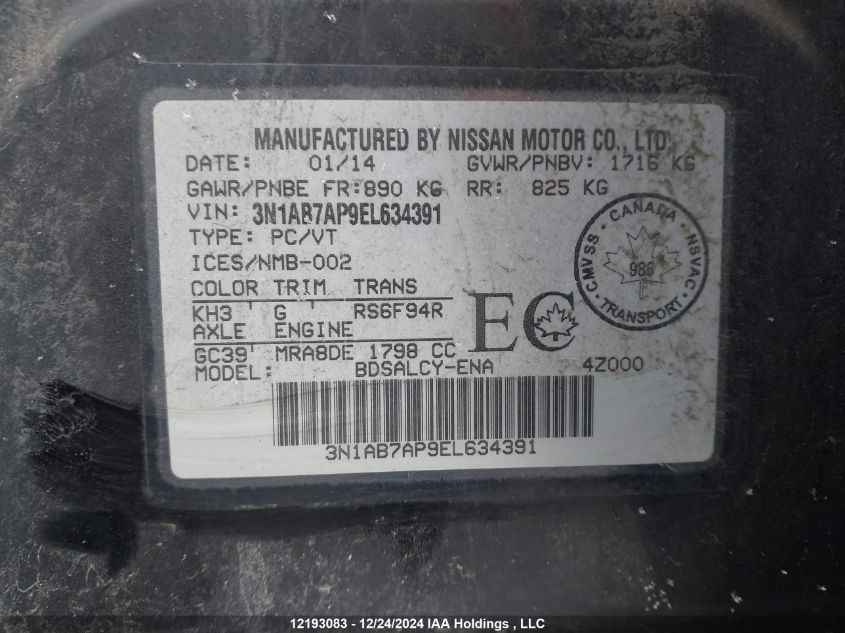 MANUFACTURED BY NISSAN MOTOR CO., LTD
DATE: 01/14 GVWR/PNBV: 1716 KG
GAWR/PNBE FR:890 KG RR: 825 KG
VIN: 3N1AB7AP9EL634391
TYPE: PC/VT
ICES/NMB-002
COLOR TRIM TRANS
KH3 ' G ' RS6F94R
AXLE ENGINE
GC39' MRA8DE 1798 CC
MODEL: BDSALCY-ENA 4Z000
EC
CANADA
CMVSS · NSVAC
986
TRANSPORT
3N1AB7AP9EL634391
12193083 - 12/24/2024 IAA Holdings , LLC